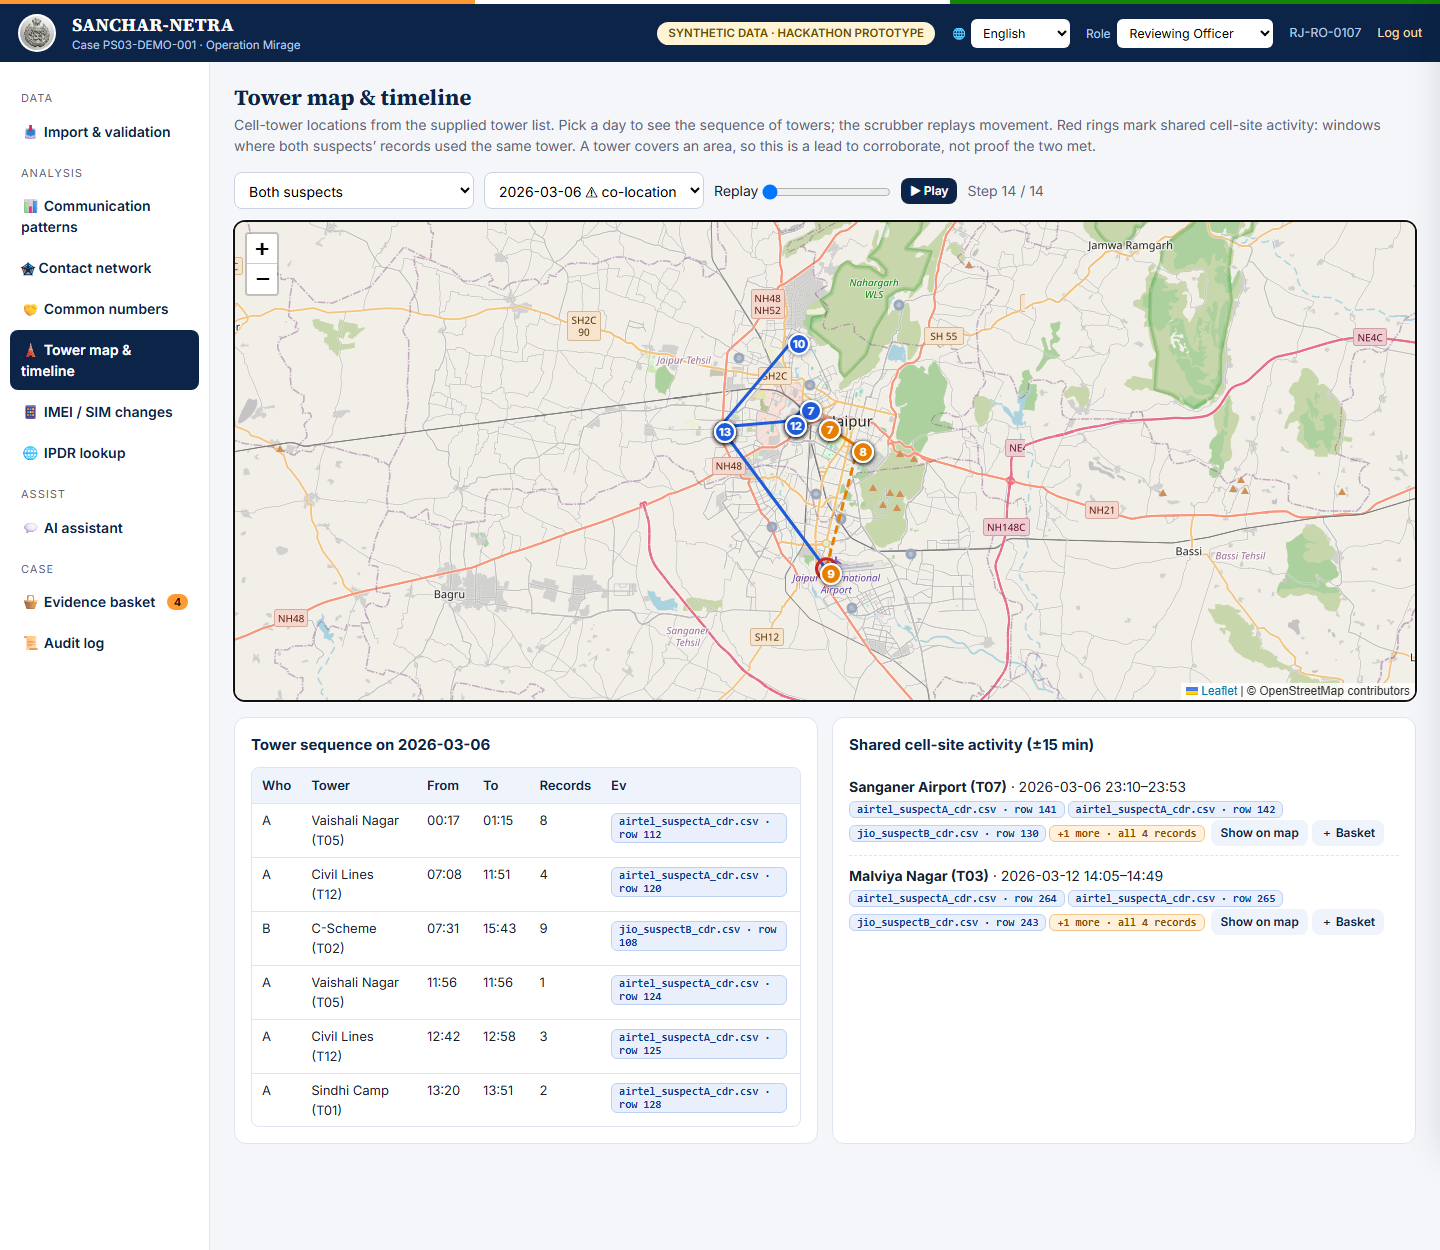 SANCHAR-NETRA
Case PS03-DEMO-001 · Operation Mirage
SYNTHETIC DATA · HACKATHON PROTOTYPE
English
Role
Reviewing Officer
RJ-RO-0107
Log out
DATA
Import & validation
ANALYSIS
Communication
patterns
Contact network
Common numbers
Tower map &
timeline
IMEI / SIM changes
IPDR lookup
ASSIST
AI assistant
CASE
Evidence basket 4
Audit log
Tower map & timeline
Cell-tower locations from the supplied tower list. Pick a day to see the sequence of towers; the scrubber replays movement. Red rings mark shared cell-site activity: windows
where both suspects’ records used the same tower. A tower covers an area, so this is a lead to corroborate, not proof the two met.
Both suspects
2026-03-06 ⚠ co-location
Replay
▶ Play
Step 14 / 14
+
−
Jamwa Ramgarh
Nahargarh
WLS
NH48
NH52
SH2C
90
SH 55
NE4C
10
Jaipur Tehsil
SH2C
7
12
7
Jaipur
13
8
NH48
NE4
NH21
NH148C
Bassi
Bassi Tehsil
9
Jaipur International
Airport
Bagru
NH48
Sanganer
Tehsil
SH12
Leaflet | © OpenStreetMap contributors
Tower sequence on 2026-03-06
Who Tower From To Records Ev
A Vaishali Nagar 00:17 01:15 8 airtel_suspectA_cdr.csv ·
(T05) row 112
A Civil Lines 07:08 11:51 4 airtel_suspectA_cdr.csv ·
(T12) row 120
B C-Scheme 07:31 15:43 9 jio_suspectB_cdr.csv · row
(T02) 108
A Vaishali Nagar 11:56 11:56 1 airtel_suspectA_cdr.csv ·
(T05) row 124
A Civil Lines 12:42 12:58 3 airtel_suspectA_cdr.csv ·
(T12) row 125
A Sindhi Camp 13:20 13:51 2 airtel_suspectA_cdr.csv ·
(T01) row 128
Shared cell-site activity (±15 min)
Sanganer Airport (T07) · 2026-03-06 23:10–23:53
airtel_suspectA_cdr.csv · row 141 airtel_suspectA_cdr.csv · row 142
jio_suspectB_cdr.csv · row 130 +1 more · all 4 records Show on map + Basket
Malviya Nagar (T03) · 2026-03-12 14:05–14:49
airtel_suspectA_cdr.csv · row 264 airtel_suspectA_cdr.csv · row 265
jio_suspectB_cdr.csv · row 243 +1 more · all 4 records Show on map + Basket